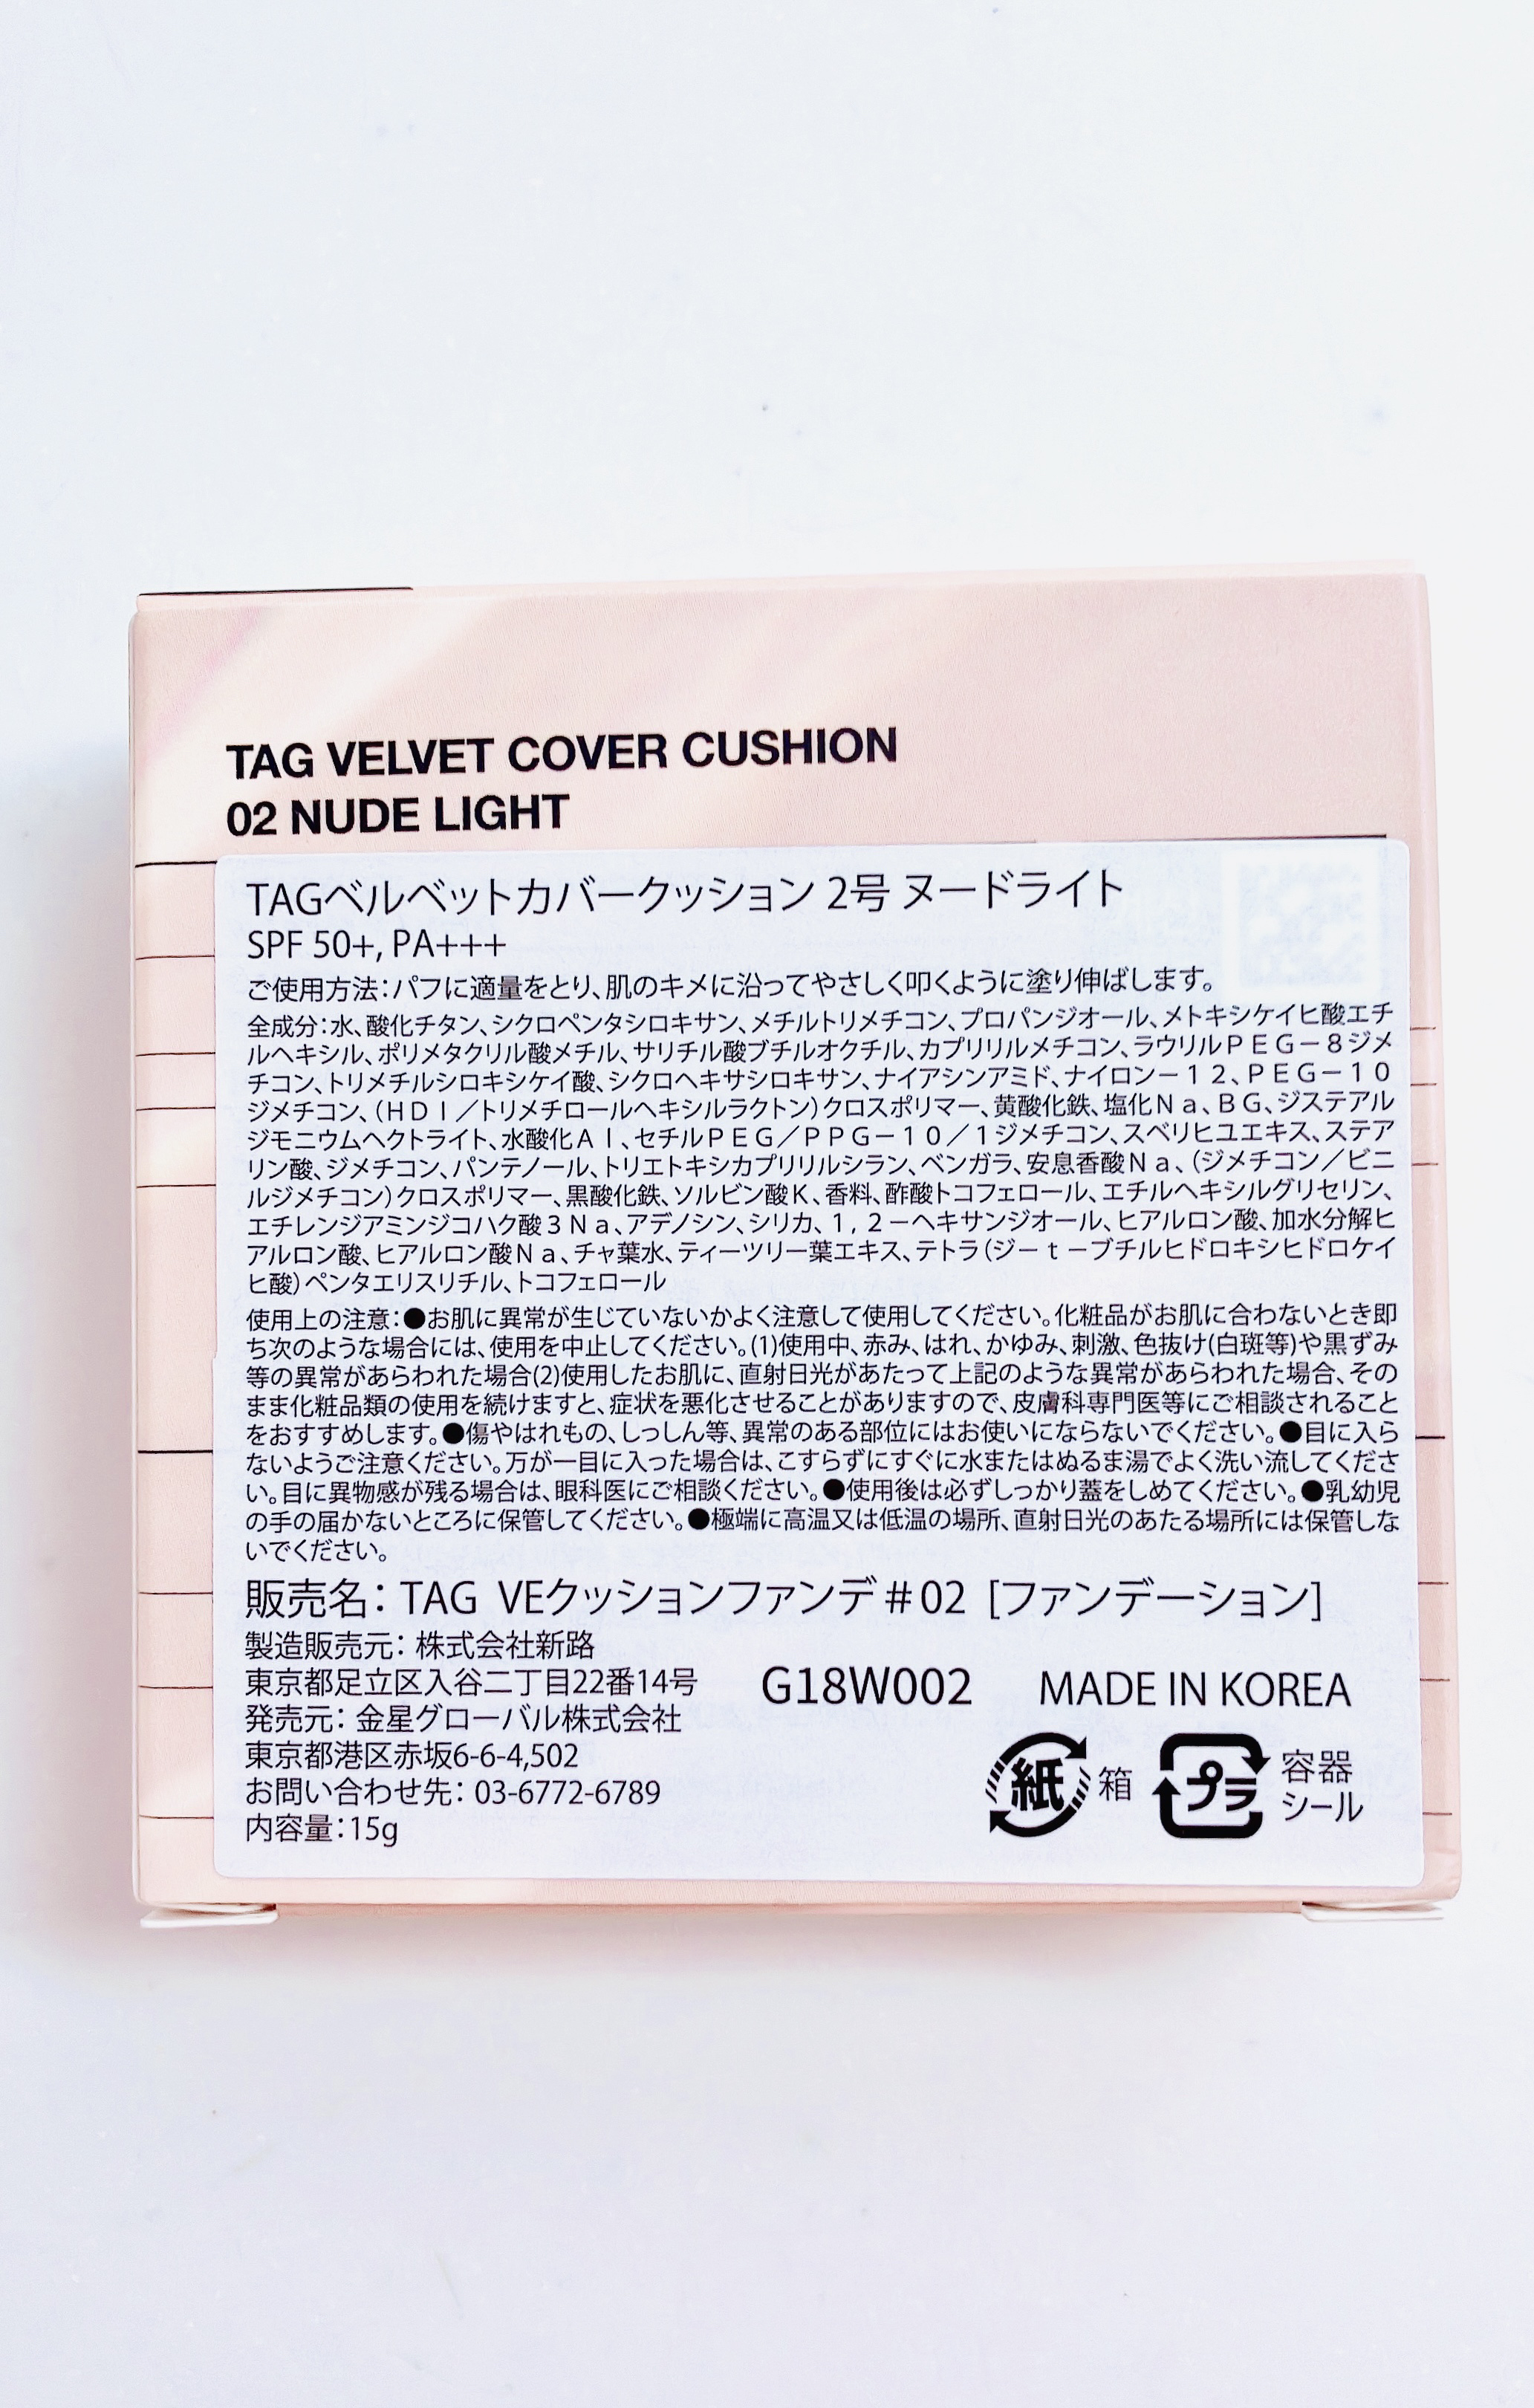 TAG VELVET COVER CUSHION
02 NUDE LIGHT
TAGベルベットカバークッション 2号 ヌードライト
SPF 50+, PA+++
ご使用方法：パフに適量をとり、肌のキメに沿ってやさしく叩くように塗り伸ばします。
全成分：水、酸化チタン、シクロペンタシロキサン、メチルトリメチコン、プロパンジオール、メトキシケイヒ酸エチ
ルヘキシル、ポリメタクリル酸メチル、サリチル酸ブチルオクチル、カプリリルメチコン、ラウリルＰＥＧ－８ジメ
チコン、トリメチルシロキシケイ酸、シクロヘキサシロキサン、ナイアシンアミド、ナイロン－１２、ＰＥＧ－１０
ジメチコン、（ＨＤＩ／トリメチロールヘキシルラクトン）クロスポリマー、黄酸化鉄、塩化Ｎａ、ＢＧ、ジステアル
ジモニウムヘクトライト、水酸化Ａｌ、セチルＰＥＧ／ＰＰＧ－１０／１ジメチコン、スベリヒユエキス、ステア
リン酸、ジメチコン、パンテノール、トリエトキシカプリリルシラン、ベンガラ、安息香酸Ｎａ、（ジメチコン／ビニ
ルジメチコン）クロスポリマー、黒酸化鉄、ソルビン酸Ｋ、香料、酢酸トコフェロール、エチルヘキシルグリセリン、
エチレンジアミンジコハク酸３Ｎａ、アデノシン、シリカ、１，２－ヘキサンジオール、ヒアルロン酸、加水分解ヒ
アルロン酸、ヒアルロン酸Ｎａ、チャ葉水、ティーツリー葉エキス、テトラ（ジーｔ－ブチルヒドロキシヒドロケイ
ヒ酸）ペンタエリスリチル、トコフェロール
使用上の注意：●お肌に異常が生じていないかよく注意して使用してください。化粧品がお肌に合わないとき即
ち次のような場合には、使用を中止してください。(1)使用中、赤み、はれ、かゆみ、刺激、色抜け(白斑等)や黒ずみ
等の異常があらわれた場合(2)使用したお肌に、直射日光があたって上記のような異常があらわれた場合、その
まま化粧品類の使用を続けますと、症状を悪化させることがありますので、皮膚科専門医等にご相談されること
をおすすめします。●傷やはれもの、しっしん等、異常のある部位にはお使いにならないでください。●目に入ら
ないようご注意ください。万が一目に入った場合は、こすらずにすぐに水またはぬるま湯でよく洗い流してくださ
い。目に異物感が残る場合は、眼科医にご相談ください。●使用後は必ずしっかり蓋をしめてください。●乳幼児
の手の届かないところに保管してください。●極端に高温又は低温の場所、直射日光のあたる場所には保管しな
いでください。
販売名： TAG VEクッションファンデ＃02 [ファンデーション]
製造販売元： 株式会社新路
東京都足立区入谷二丁目22番14号
発売元： 金星グローバル株式会社
東京都港区赤坂6-6-4,502
お問い合わせ先： 03-6772-6789
内容量：15g
G18W002 MADE IN KOREA
紙 箱 プラ 容器
シール